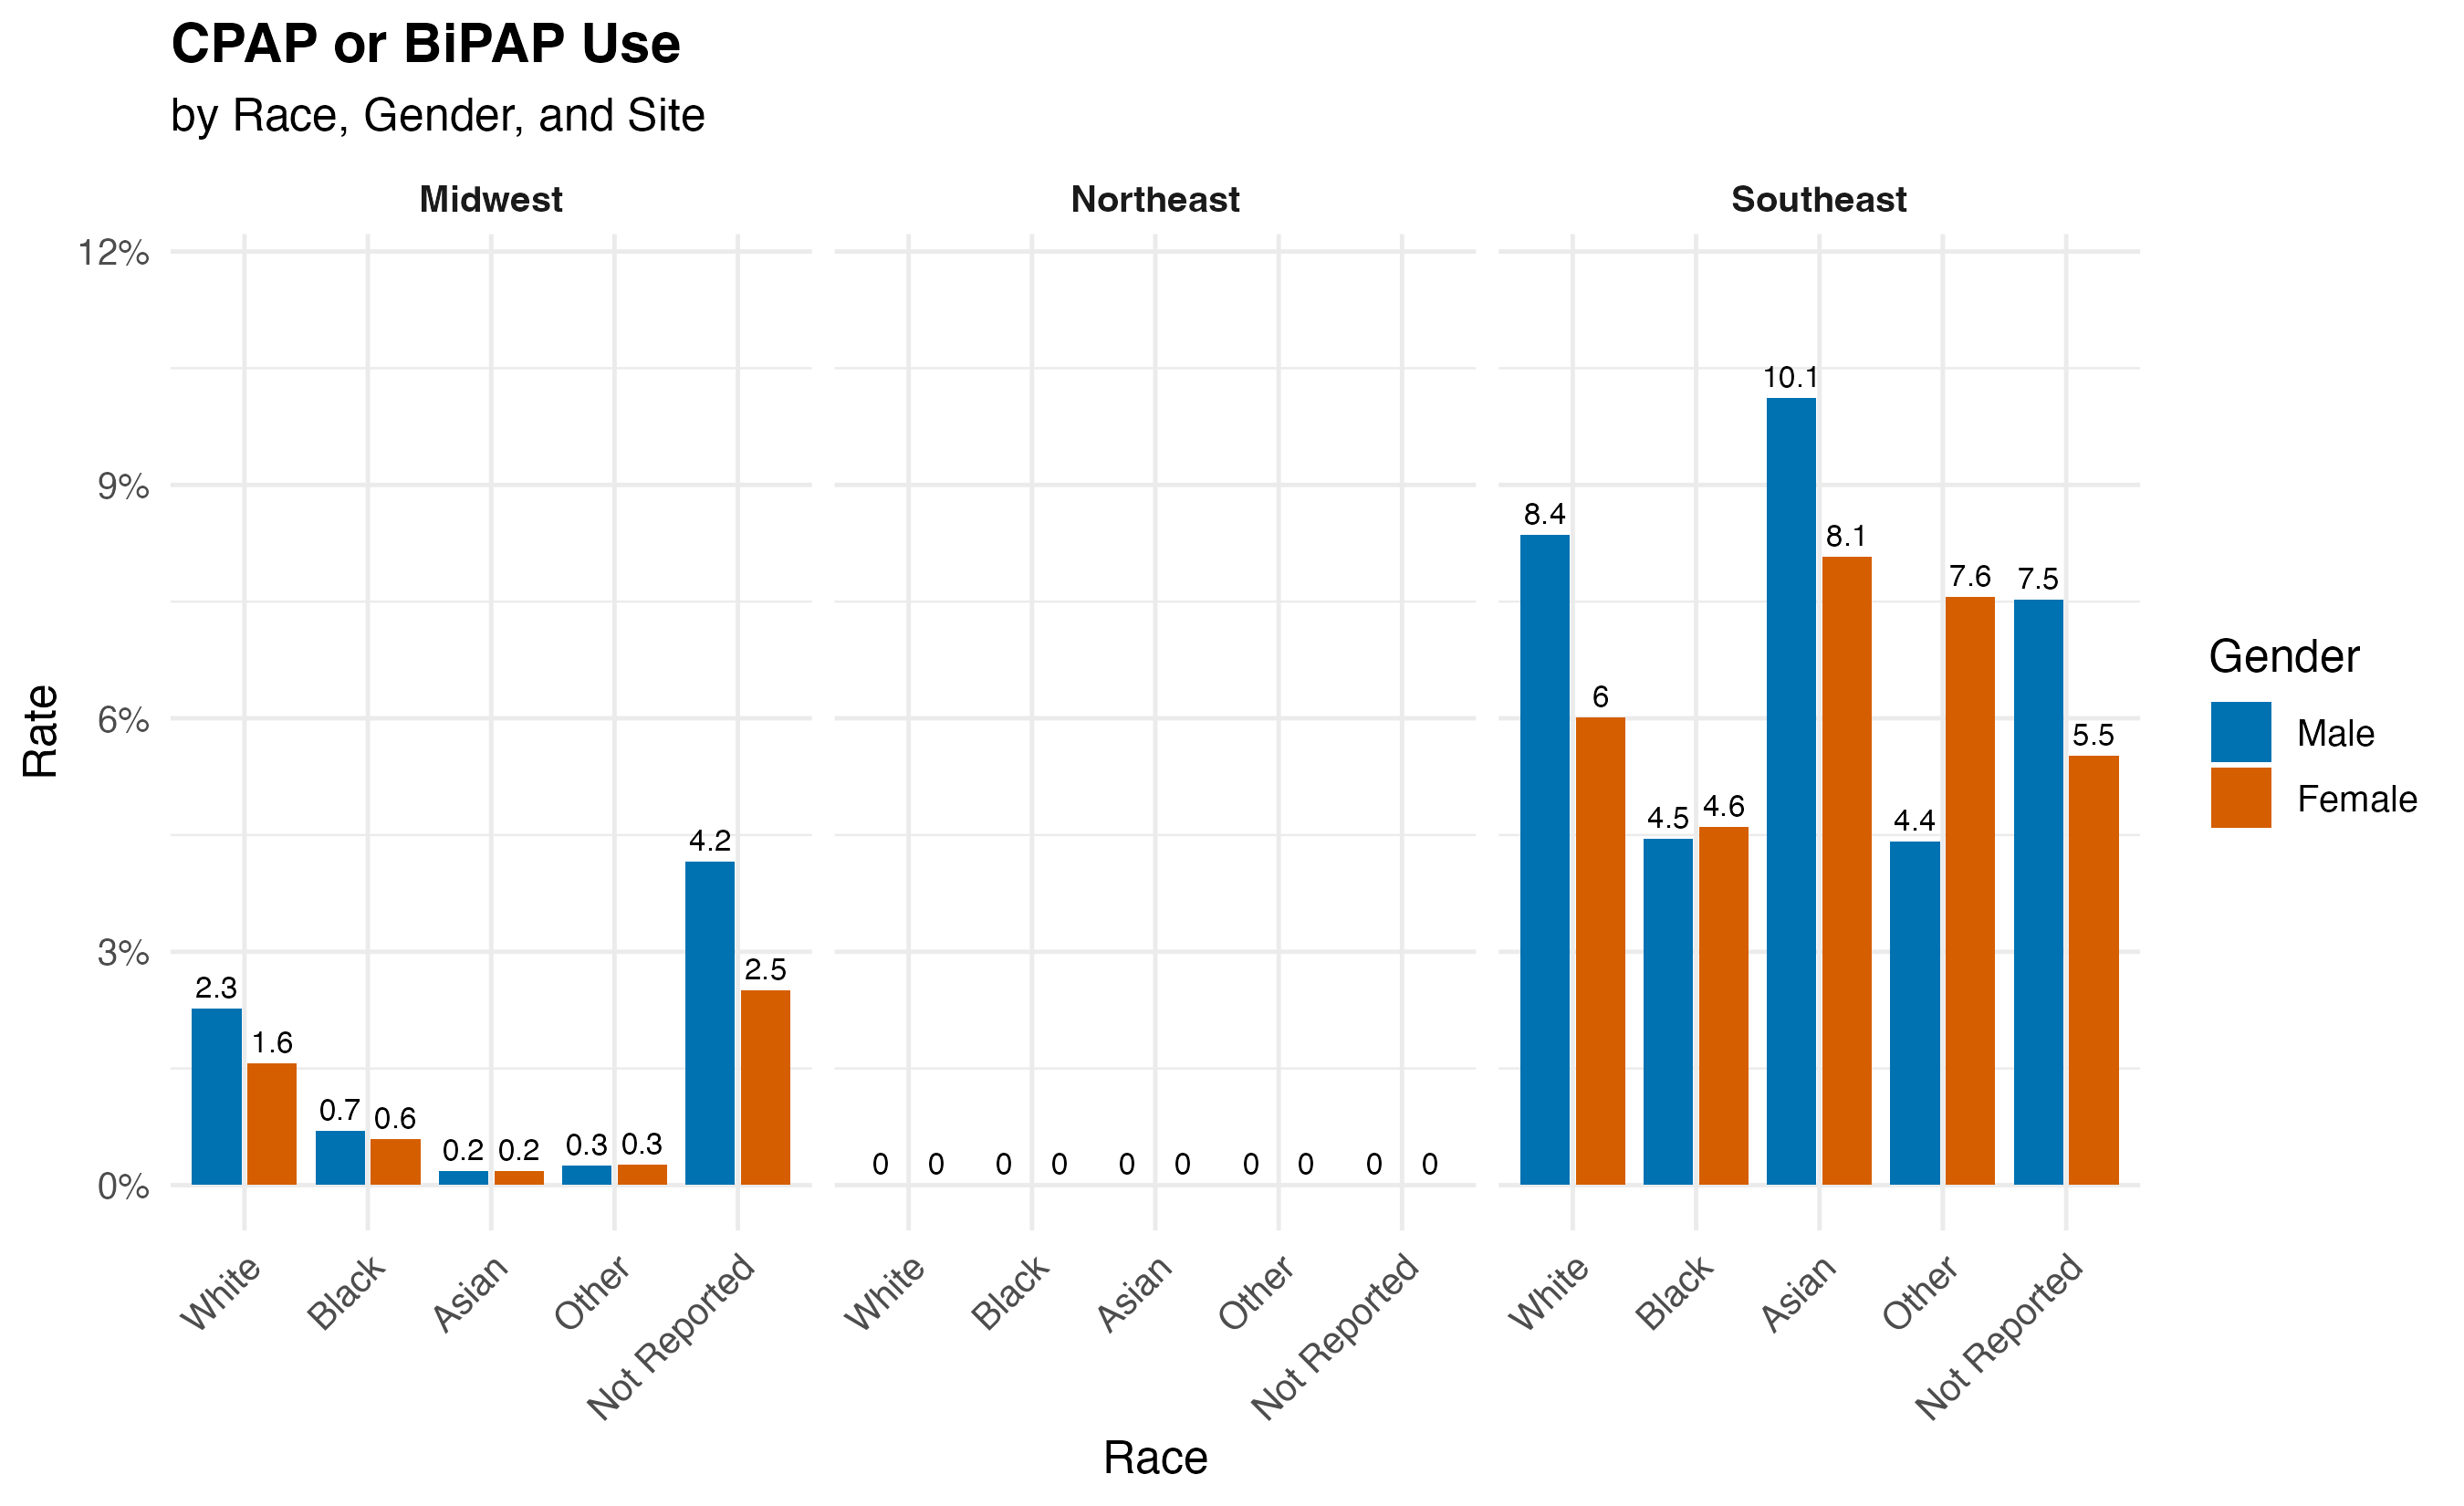 CPAP or BiPAP Use
by Race, Gender, and Site
Midwest Northeast Southeast
12%
9%
6%
3%
0%
Rate
2.3 1.6 0.7 0.6 0.2 0.2 0.3 0.3 4.2 2.5
0 0 0 0 0 0 0 0 0 0
8.4 6 4.5 4.6 10.1 8.1 4.4 7.6 7.5 5.5
White Black Asian Other Not Reported
White Black Asian Other Not Reported
White Black Asian Other Not Reported
Race
Gender
Male
Female